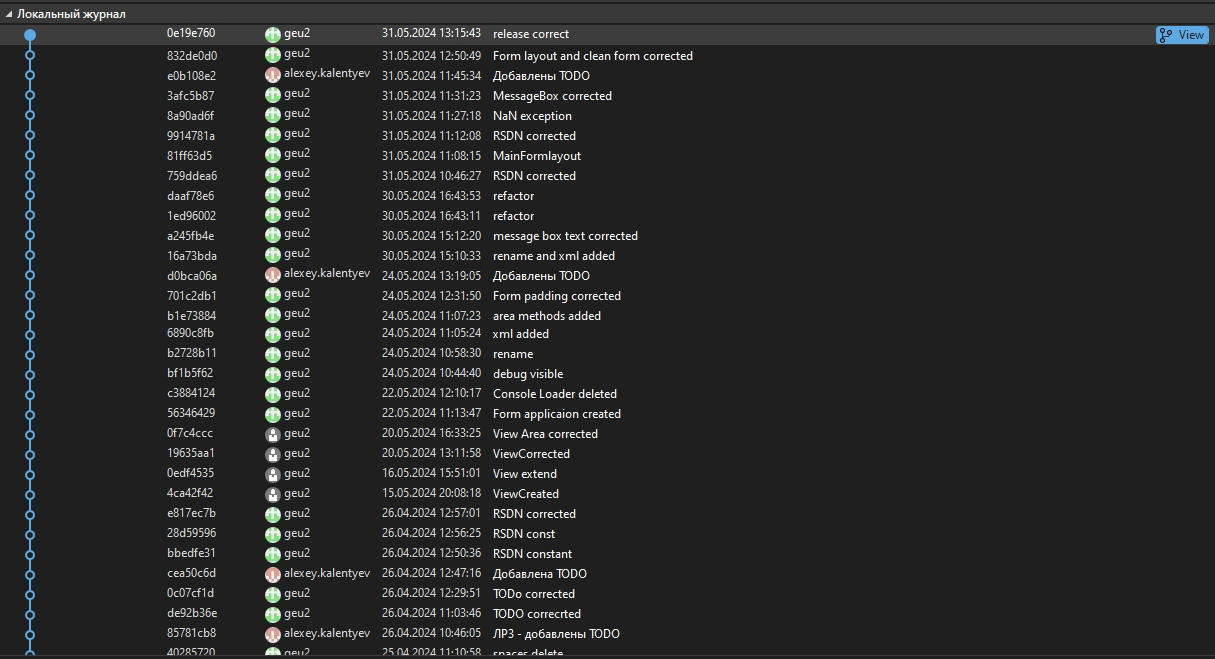 Локальный журнал
0e19e760 geu2 31.05.2024 13:15:43 release correct View
832de0d0 geu2 31.05.2024 12:50:49 Form layout and clean form corrected
e0b108e2 alexey.kalentyev 31.05.2024 11:45:34 Добавлены TODO
3afc5b87 geu2 31.05.2024 11:31:23 MessageBox corrected
8a90ad6f geu2 31.05.2024 11:27:18 NaN exception
9914781a geu2 31.05.2024 11:12:08 RSDN corrected
81ff63d5 geu2 31.05.2024 11:08:15 MainFormlayout
759ddea6 geu2 31.05.2024 10:46:27 RSDN corrected
daaf78e6 geu2 30.05.2024 16:43:53 refactor
1ed96002 geu2 30.05.2024 16:43:11 refactor
a245fb4e geu2 30.05.2024 15:12:20 message box text corrected
16a73bda geu2 30.05.2024 15:10:33 rename and xml added
d0bca06a alexey.kalentyev 24.05.2024 13:19:05 Добавлены TODO
701c2db1 geu2 24.05.2024 12:31:50 Form padding corrected
b1e73884 geu2 24.05.2024 11:07:23 area methods added
6890c8fb geu2 24.05.2024 11:05:24 xml added
b2728b11 geu2 24.05.2024 10:58:30 rename
bf1b5f62 geu2 24.05.2024 10:44:40 debug visible
c3884124 geu2 22.05.2024 12:10:17 Console Loader deleted
56346429 geu2 22.05.2024 11:13:47 Form applicaion created
0f7c4ccc geu2 20.05.2024 16:33:25 View Area corrected
19635aa1 geu2 20.05.2024 13:11:58 ViewCorrected
0edf4535 geu2 16.05.2024 15:51:01 View extend
4ca42f42 geu2 15.05.2024 20:08:18 ViewCreated
e817ec7b geu2 26.04.2024 12:57:01 RSDN corrected
28d59596 geu2 26.04.2024 12:56:25 RSDN const
bbedfe31 geu2 26.04.2024 12:50:36 RSDN constant
cea50c6d alexey.kalentyev 26.04.2024 12:47:16 Добавлена TODO
0c07cf1d geu2 26.04.2024 12:29:51 TODo corrected
de92b36e geu2 26.04.2024 11:03:46 TODO correcrted
85781cb8 alexey.kalentyev 26.04.2024 10:46:05 ЛР3 - добавлены TODO
40285720 geu2 25.04.2024 11:10:58 spaces delete